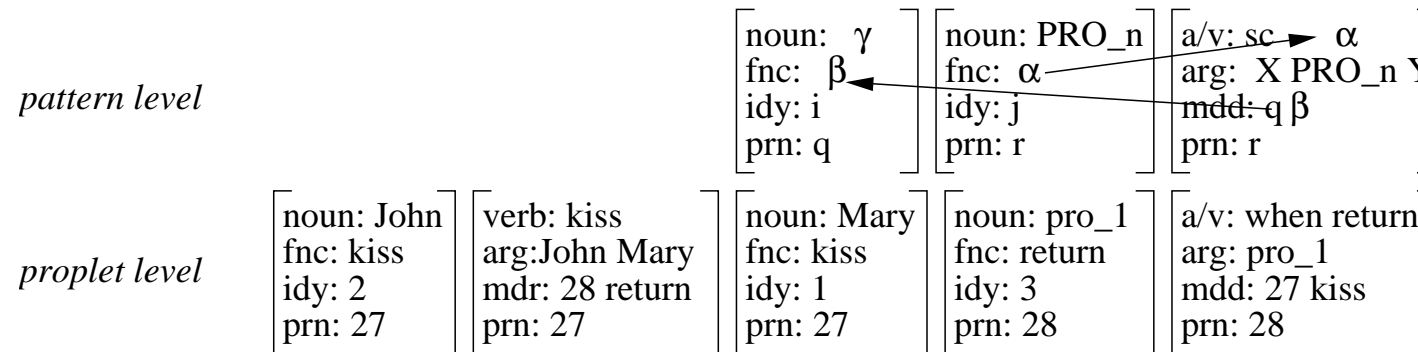 pattern level
noun: γ
fnc: β
idy: i
prn: q
noun: PRO_n
fnc: α
idy: j
prn: r
a/v: sc α
arg: X PRO_n Y
mdd: q β
prn: r
proplet level
noun: John
fnc: kiss
idy: 2
prn: 27
verb: kiss
arg:John Mary
mdr: 28 return
prn: 27
noun: Mary
fnc: kiss
idy: 1
prn: 27
noun: pro_1
fnc: return
idy: 3
prn: 28
a/v: when return
arg: pro_1
mdd: 27 kiss
prn: 28